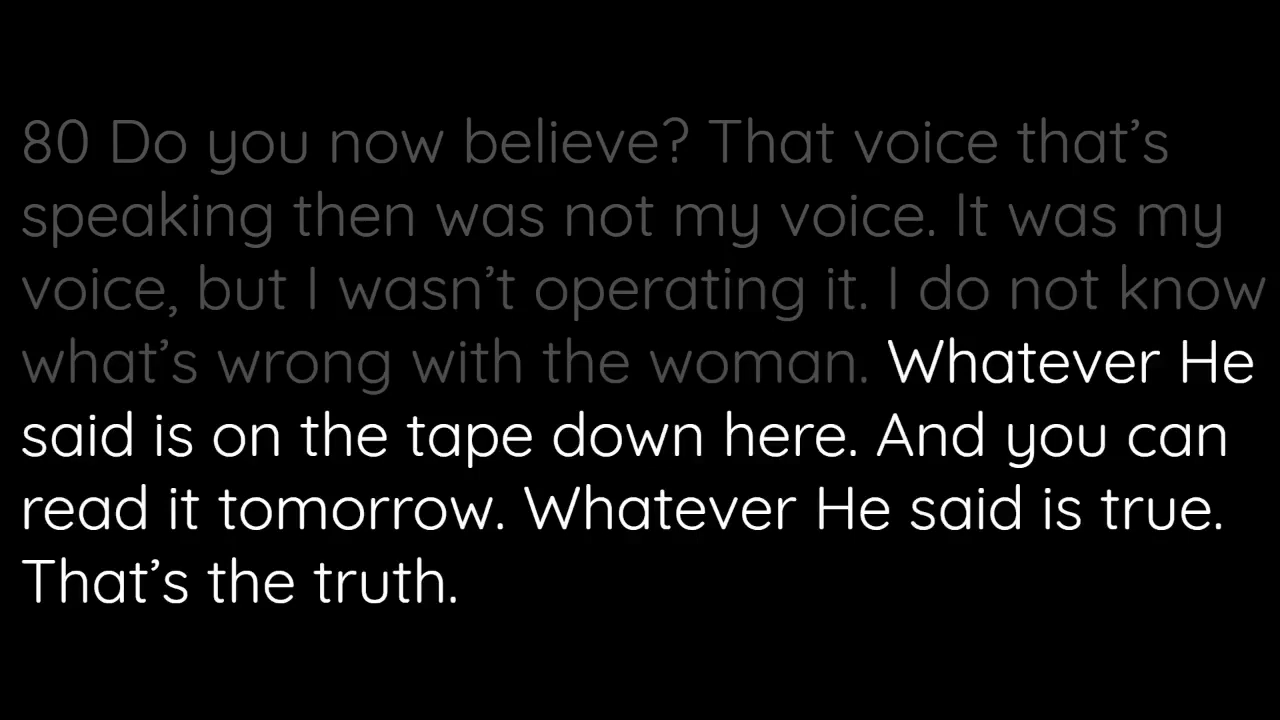 80 Do you now believe? That voice that’s
speaking then was not my voice. It was my
voice, but I wasn’t operating it. I do not know
what’s wrong with the woman. Whatever He
said is on the tape down here. And you can
read it tomorrow. Whatever He said is true.
That’s the truth.